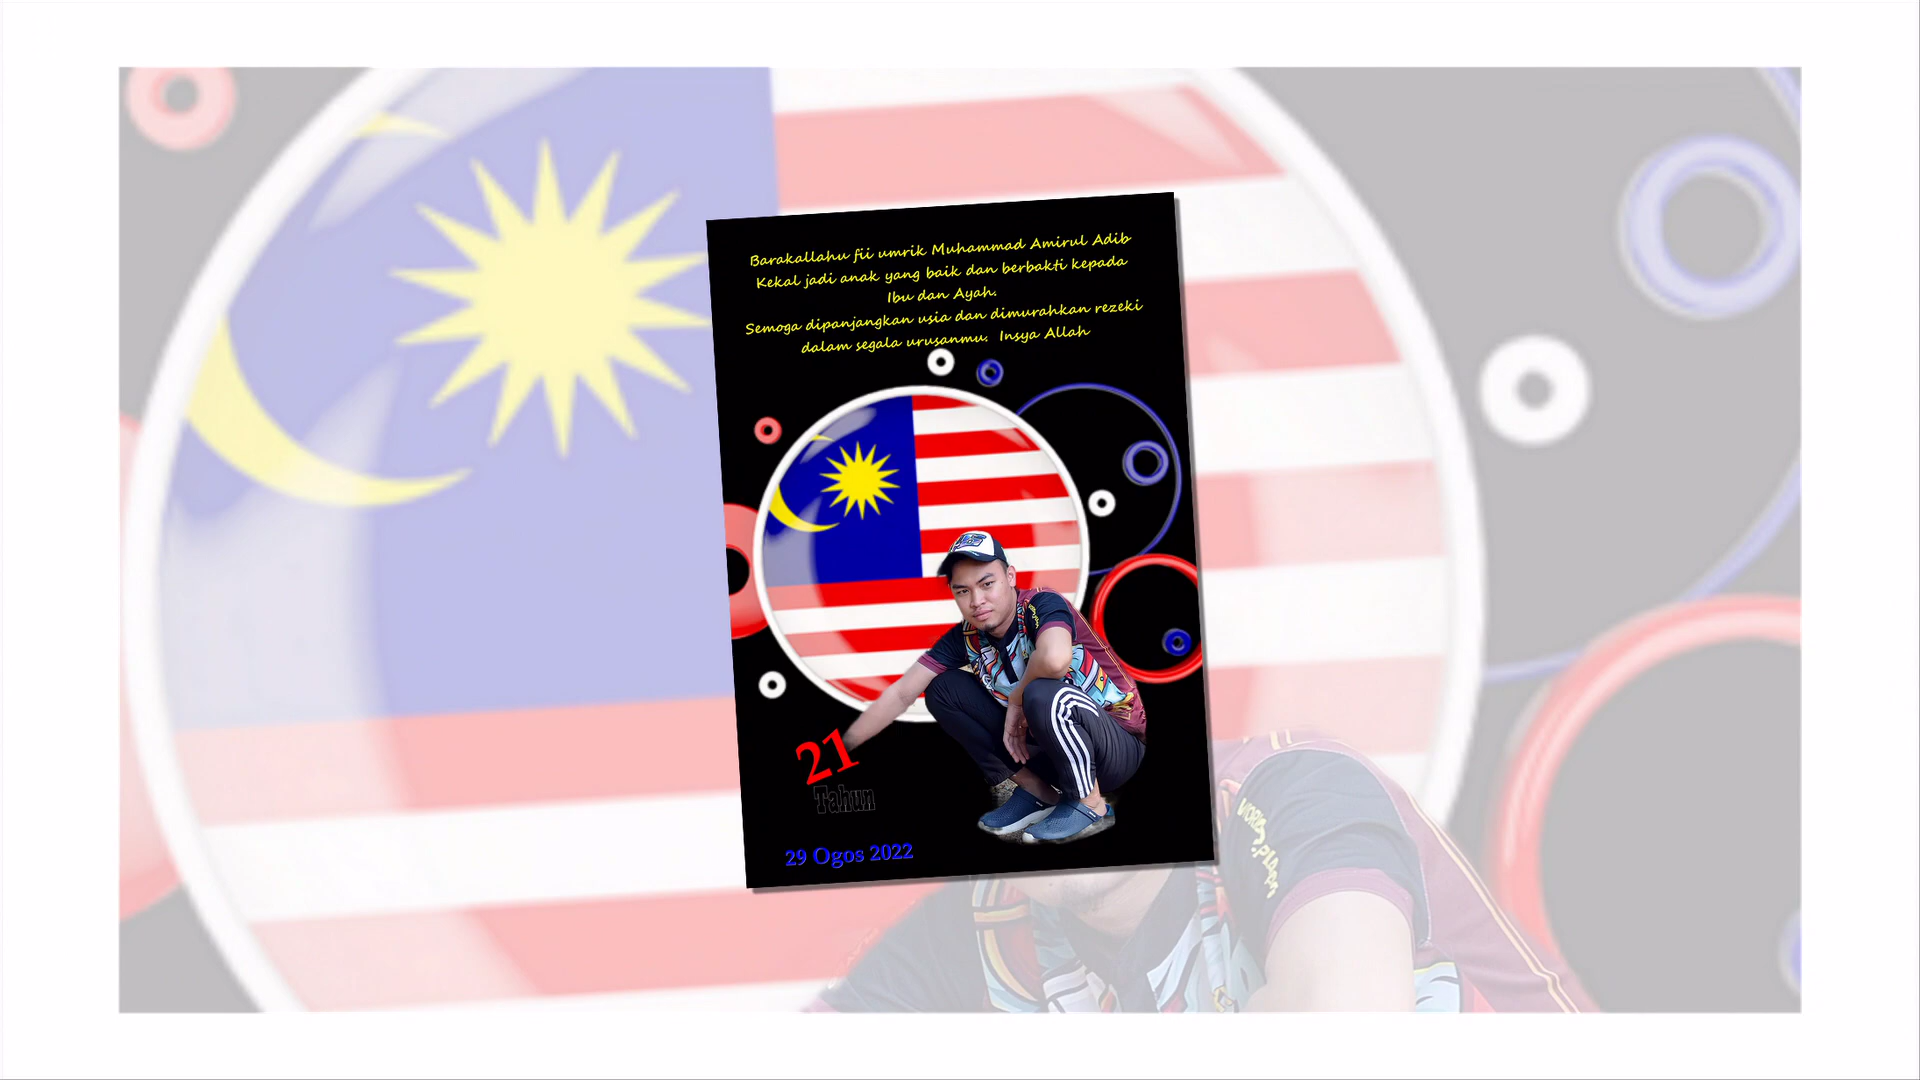 Barakallahu fii umrik Muhammad Amirul Adib
Kekal jadi anak yang baik dan berbakti kepada
Ibu dan Ayah.
Semoga dipanjangkan usia dan dimurahkan rezeki
dalam segala urusanmu. Insya Allah
21
Tahun
29 Ogos 2022